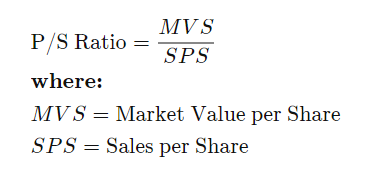 P/S Ratio = MVS / SPS
where:
MVS = Market Value per Share
SPS = Sales per Share